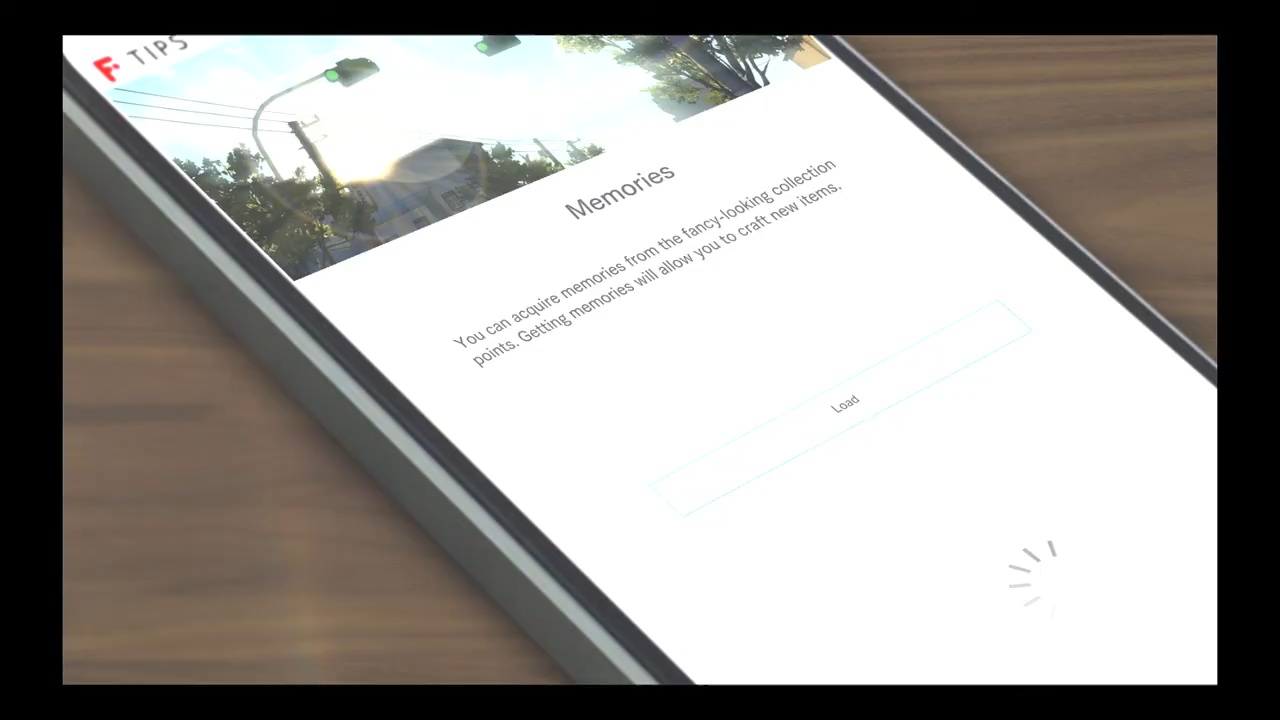 F TIPS
Memories
You can acquire memories from the fancy-looking collection
points. Getting memories will allow you to craft new items.
Load